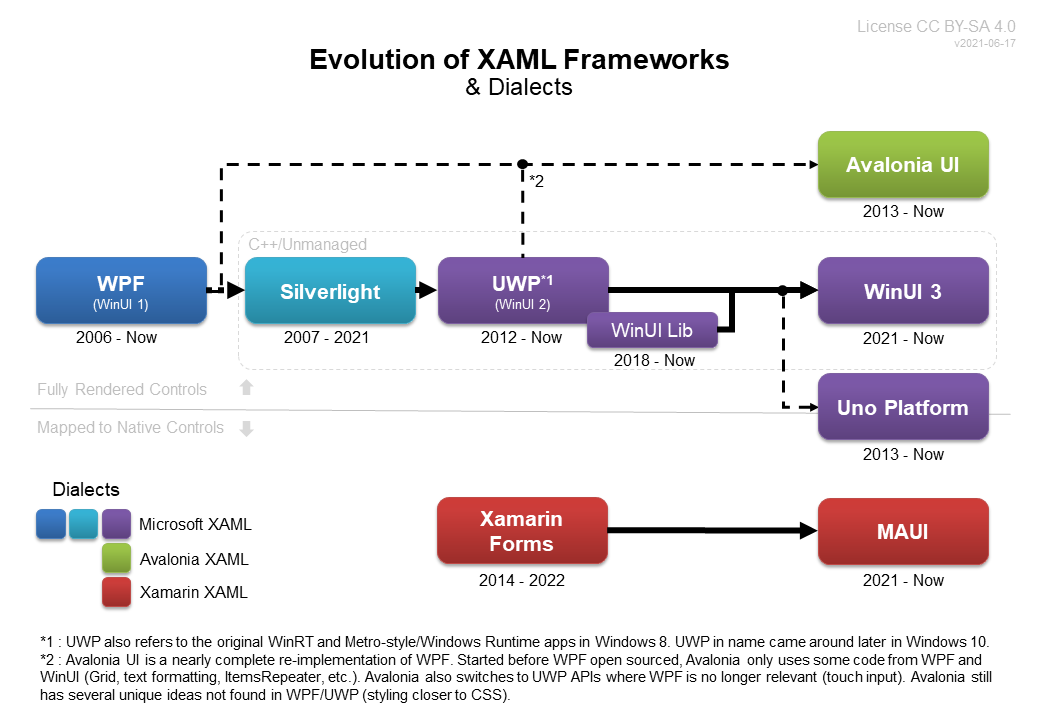 License CC BY-SA 4.0
v2021-06-17
Evolution of XAML Frameworks
& Dialects
Avalonia UI
*2
2013 - Now
C++/Unmanaged
WPF
(WinUI 1)
Silverlight
UWP*1
(WinUI 2)
WinUI 3
WinUI Lib
2006 - Now
2007 - 2021
2012 - Now
2021 - Now
2018 - Now
Fully Rendered Controls
Uno Platform
Mapped to Native Controls
2013 - Now
Dialects
Microsoft XAML
Avalonia XAML
Xamarin XAML
Xamarin
Forms
MAUI
2014 - 2022
2021 - Now
*1 : UWP also refers to the original WinRT and Metro-style/Windows Runtime apps in Windows 8. UWP in name came around later in Windows 10.
*2 : Avalonia UI is a nearly complete re-implementation of WPF. Started before WPF open sourced, Avalonia only uses some code from WPF and
WinUI (Grid, text formatting, ItemsRepeater, etc.). Avalonia also switches to UWP APIs where WPF is no longer relevant (touch input). Avalonia still
has several unique ideas not found in WPF/UWP (styling closer to CSS).